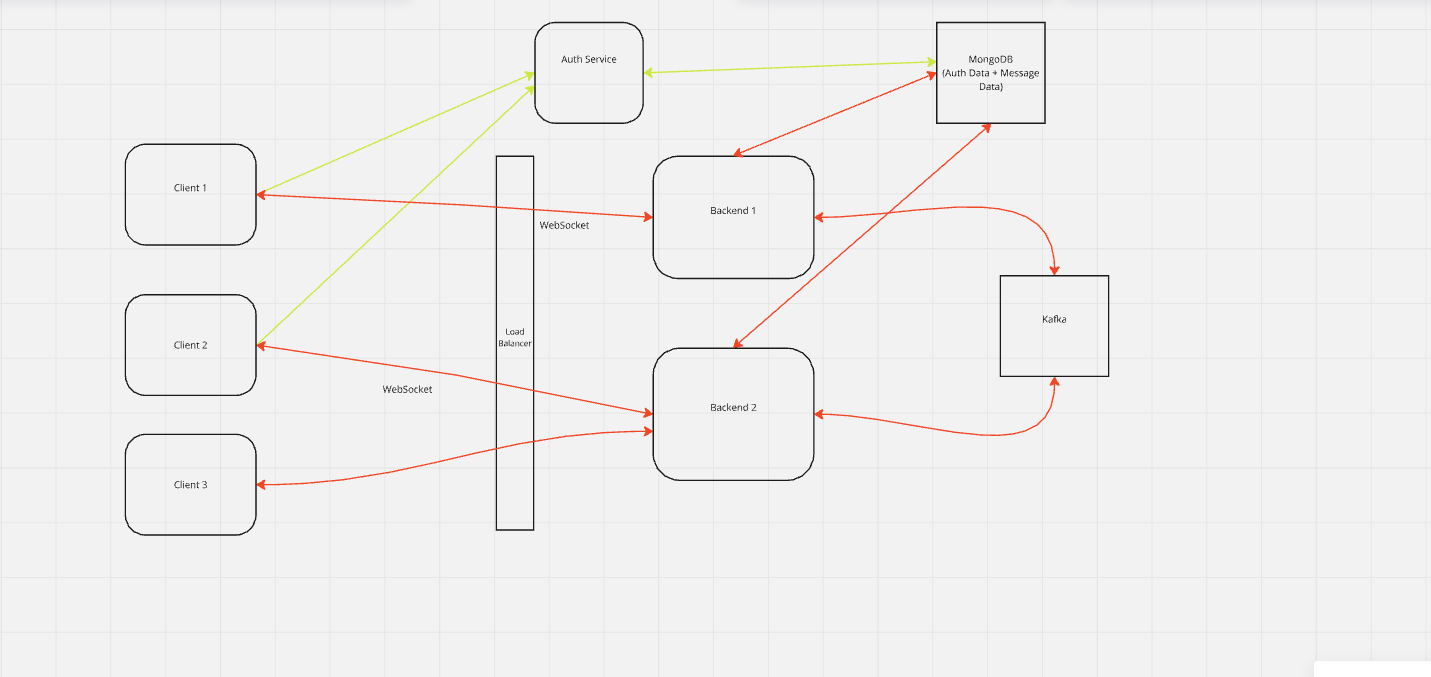 Auth Service
MongoDB
(Auth Data + Message
Data)
Client 1
Backend 1
WebSocket
Kafka
Load
Balancer
Client 2
WebSocket
Backend 2
Client 3